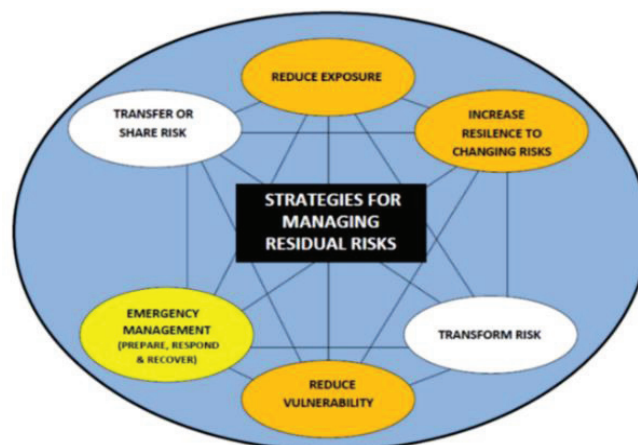 REDUCE EXPOSURE
TRANSFER OR
SHARE RISK
INCREASE
RESILENCE TO
CHANGING RISKS
STRATEGIES FOR
MANAGING
RESIDUAL RISKS
EMERGENCY
MANAGEMENT
(PREPARE, RESPOND
& RECOVER)
TRANSFORM RISK
REDUCE
VULNERABILITY